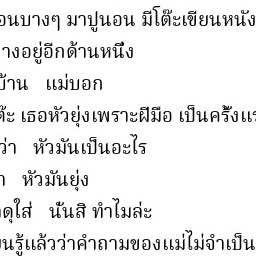 อนบางๆ มาปูนอน มีโต๊ะเขียนหนัง
างอยู่อีกด้านหนึ่ง
บ้าน แม่บอก
ต๊ะ เธอหัวยุ่งเพราะฝีมือ เป็นครั้งแร
ว่า หัวมันเป็นอะไร
า หัวมันยุ่ง
ดุใส่ นั่นสิ ทำไมล่ะ
นรู้แล้วว่าคำถามของแม่ไม่จำเป็น